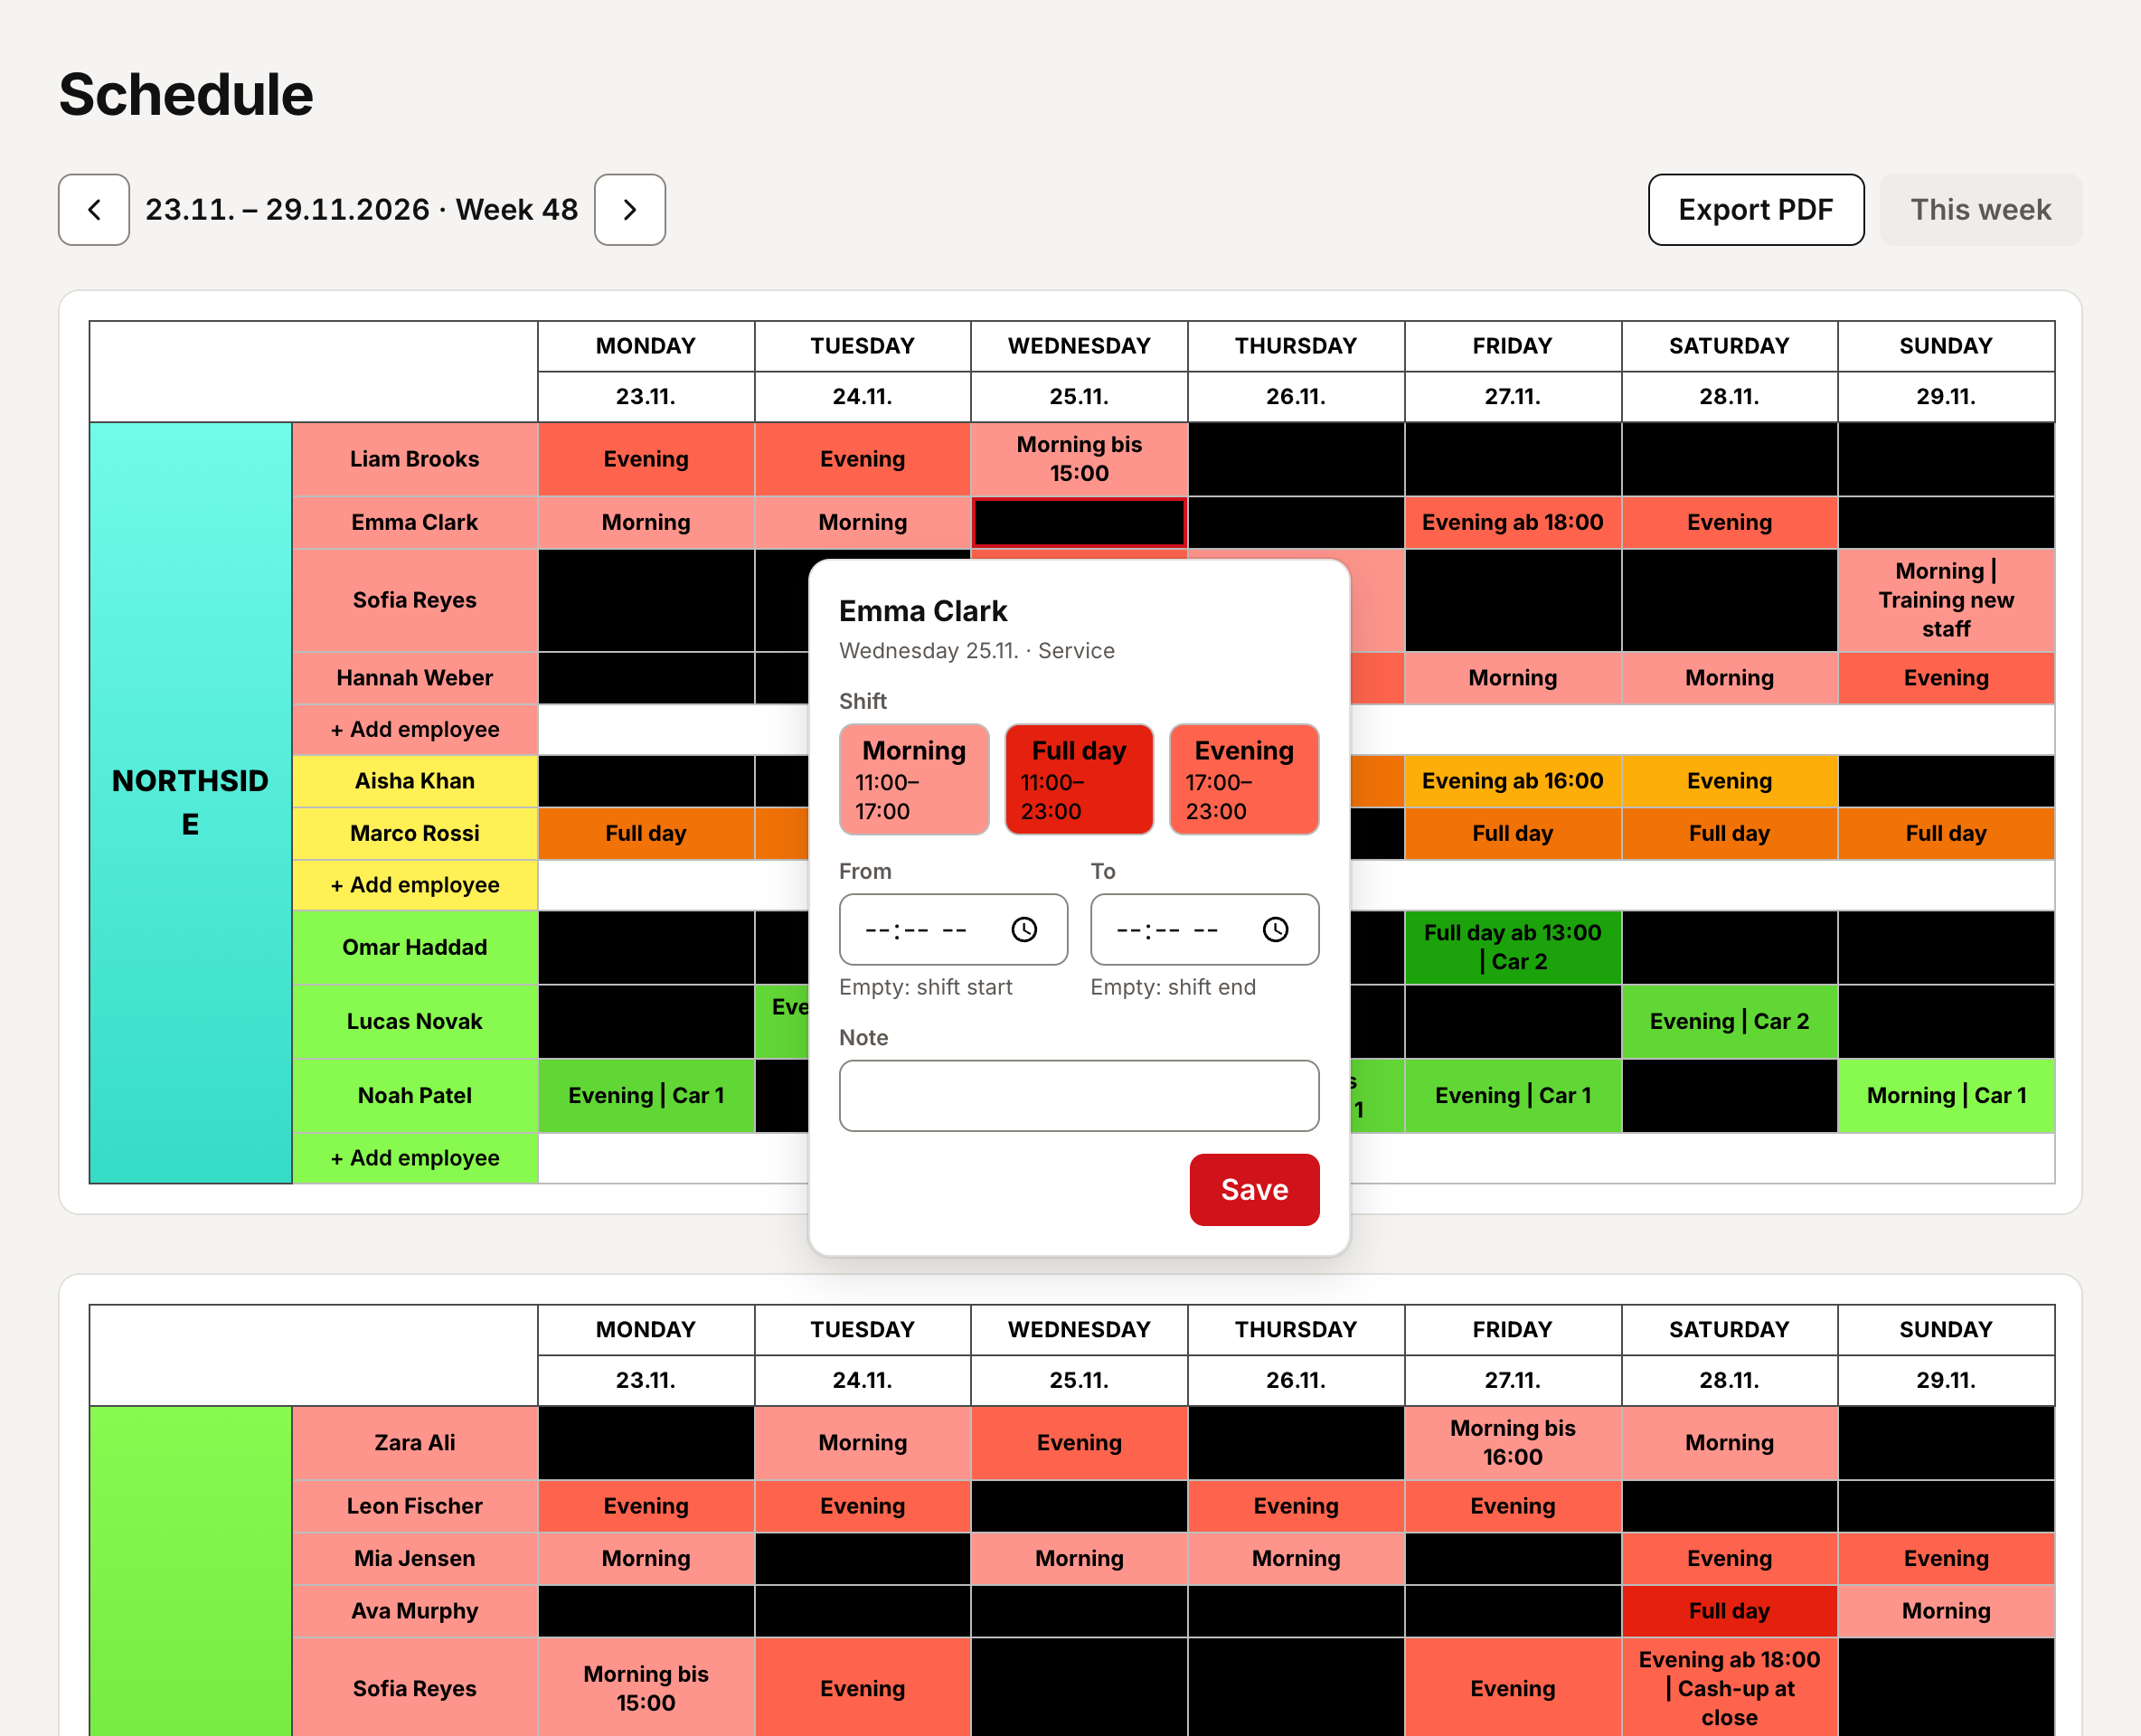 Schedule
23.11. – 29.11.2026 · Week 48
Export PDF
This week
MONDAY TUESDAY WEDNESDAY THURSDAY FRIDAY SATURDAY SUNDAY
23.11. 24.11. 25.11. 26.11. 27.11. 28.11. 29.11.
NORTHSID
E
Liam Brooks Evening Evening Morning bis
15:00
Emma Clark Morning Morning Evening ab 18:00 Evening
Sofia Reyes Morning |
Training new
staff
Hannah Weber Morning Morning Evening
+ Add employee
Aisha Khan Evening ab 16:00 Evening
Marco Rossi Full day Full day Full day Full day
+ Add employee
Omar Haddad Full day ab 13:00
| Car 2
Lucas Novak Evening | Car 2
Noah Patel Evening | Car 1 1 Evening | Car 1 Morning | Car 1
+ Add employee
Emma Clark
Wednesday 25.11. · Service
Shift
Morning
11:00–
17:00
Full day
11:00–
23:00
Evening
17:00–
23:00
From To
--:-- -- --:-- --
Empty: shift start Empty: shift end
Note
Save
MONDAY TUESDAY WEDNESDAY THURSDAY FRIDAY SATURDAY SUNDAY
23.11. 24.11. 25.11. 26.11. 27.11. 28.11. 29.11.
Zara Ali Morning Evening Morning bis
16:00
Morning
Leon Fischer Evening Evening Evening Evening
Mia Jensen Morning Morning Morning Evening Evening
Ava Murphy Full day Morning
Sofia Reyes Morning bis
15:00
Evening Evening Evening ab 18:00
| Cash-up at
close